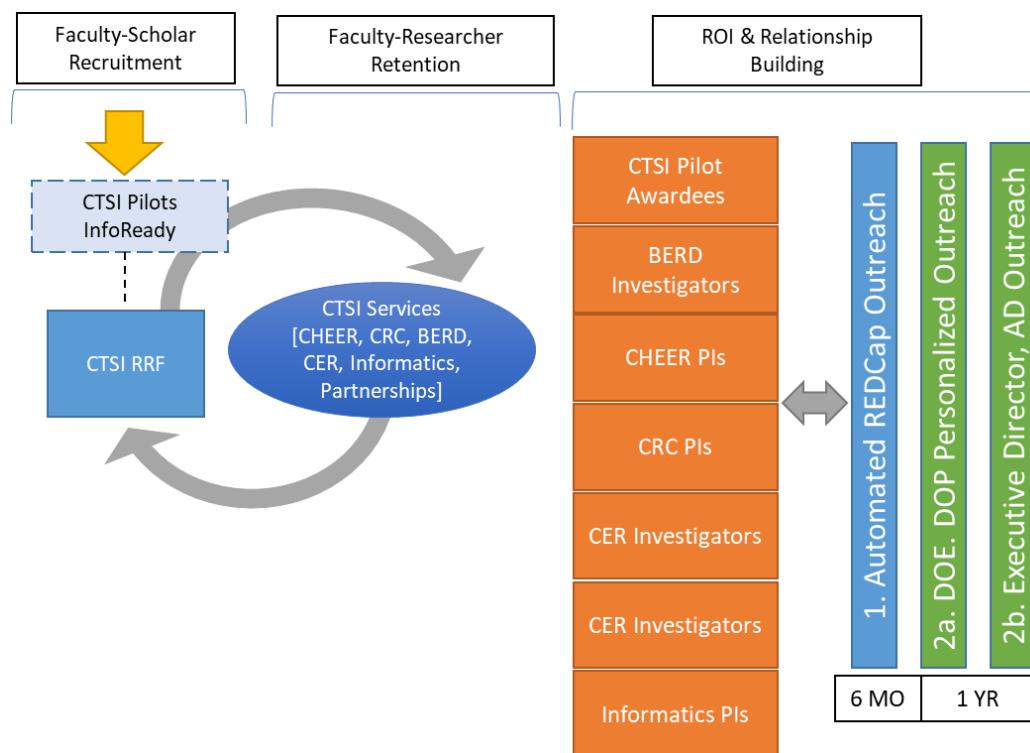 Faculty-Scholar
Recruitment
Faculty-Researcher
Retention
ROI & Relationship
Building
CTSI Pilots
InfoReady
CTSI RRF
CTSI Services
[CHEER, CRC, BERD,
CER, Informatics,
Partnerships]
CTSI Pilot
Awardees
BERD
Investigators
CHEER PIs
CRC PIs
CER Investigators
CER Investigators
Informatics PIs
1. Automated REDCap Outreach
2a. DOE. DOP Personalized Outreach
2b. Executive Director, AD Outreach
6 MO
1 YR